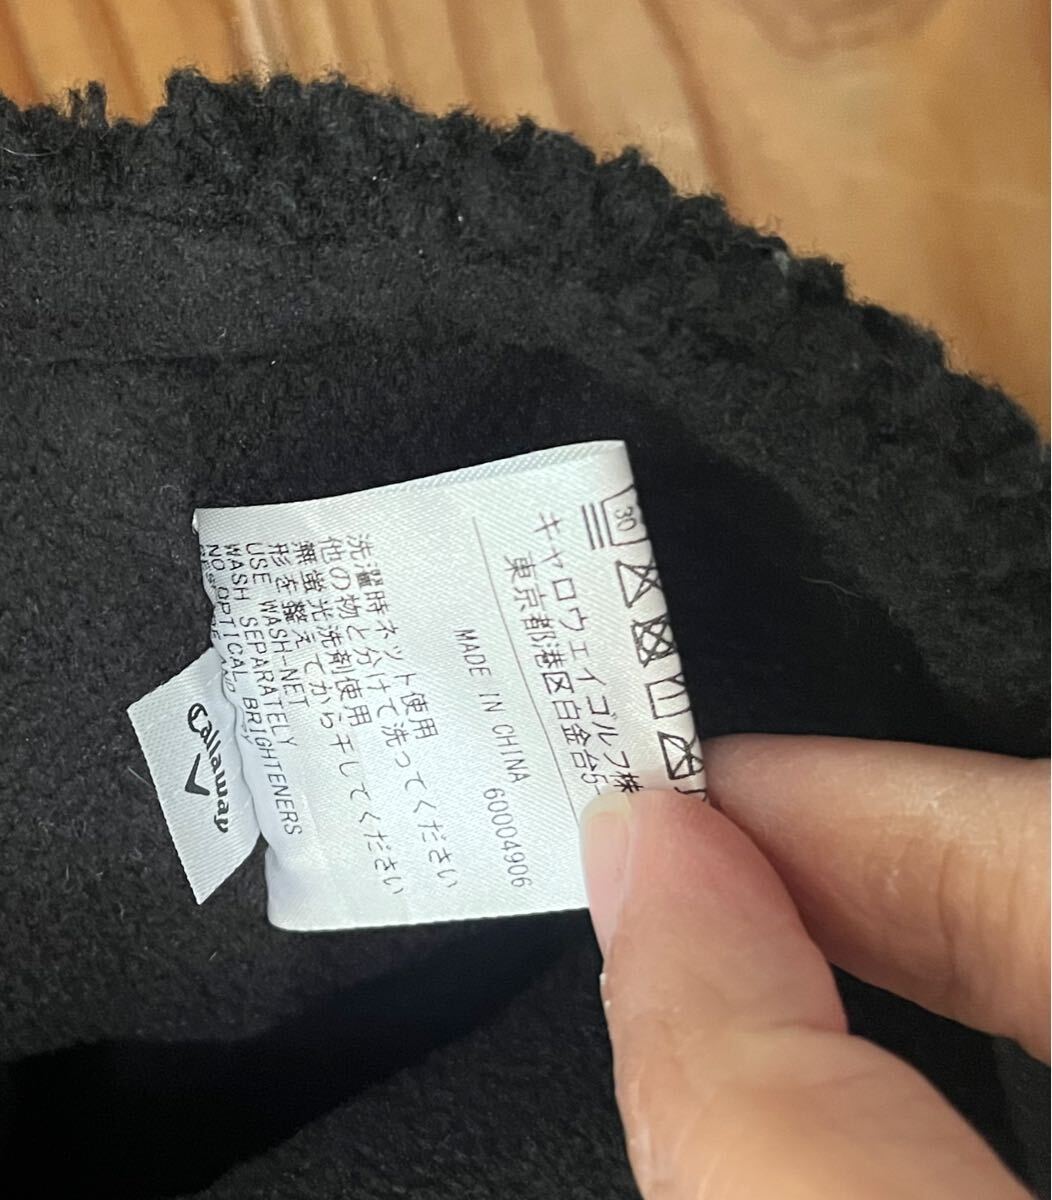 30
キャロウェイゴルフ株
東京都港区白金台5-
MADE IN CHINA 60004906
洗濯時ネット使用
他の物と分けて洗ってください
無蛍光洗剤使用
形を整えてから干してください
USE WASH-NET
WASH SEPARATELY
NO OPTICAL BRIGHTENERS
Callaway